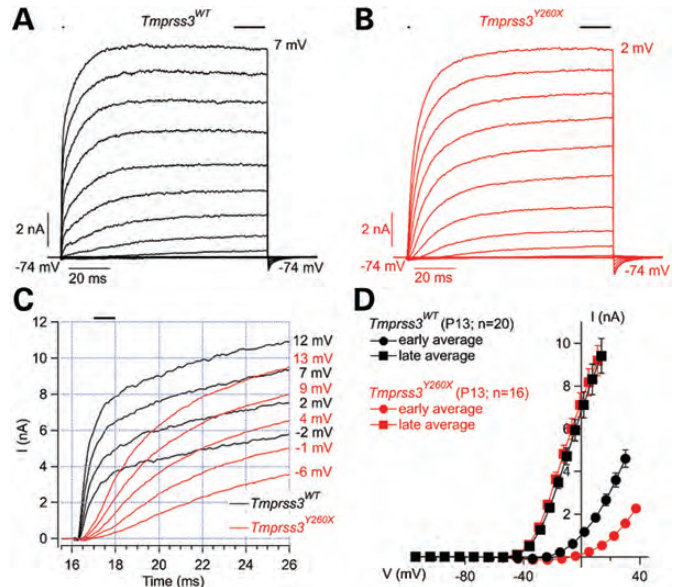 A
Tmprss3WT
7 mV
2 nA
-74 mV
-74 mV
20 ms
B
Tmprss3Y260X
2 mV
2 nA
-74 mV
-74 mV
20 ms
C
12
10
8
6
4
2
0
I (nA)
12 mV
13 mV
7 mV
9 mV
2 mV
4 mV
-2 mV
-1 mV
-6 mV
Tmprss3WT
Tmprss3Y260X
16 18 20 22 24 26
Time (ms)
D
I (nA)
Tmprss3WT (P13; n=20)
early average
late average
Tmprss3Y260X (P13; n=16)
early average
late average
10
8
6
4
2
-80 -40 40
V (mV)